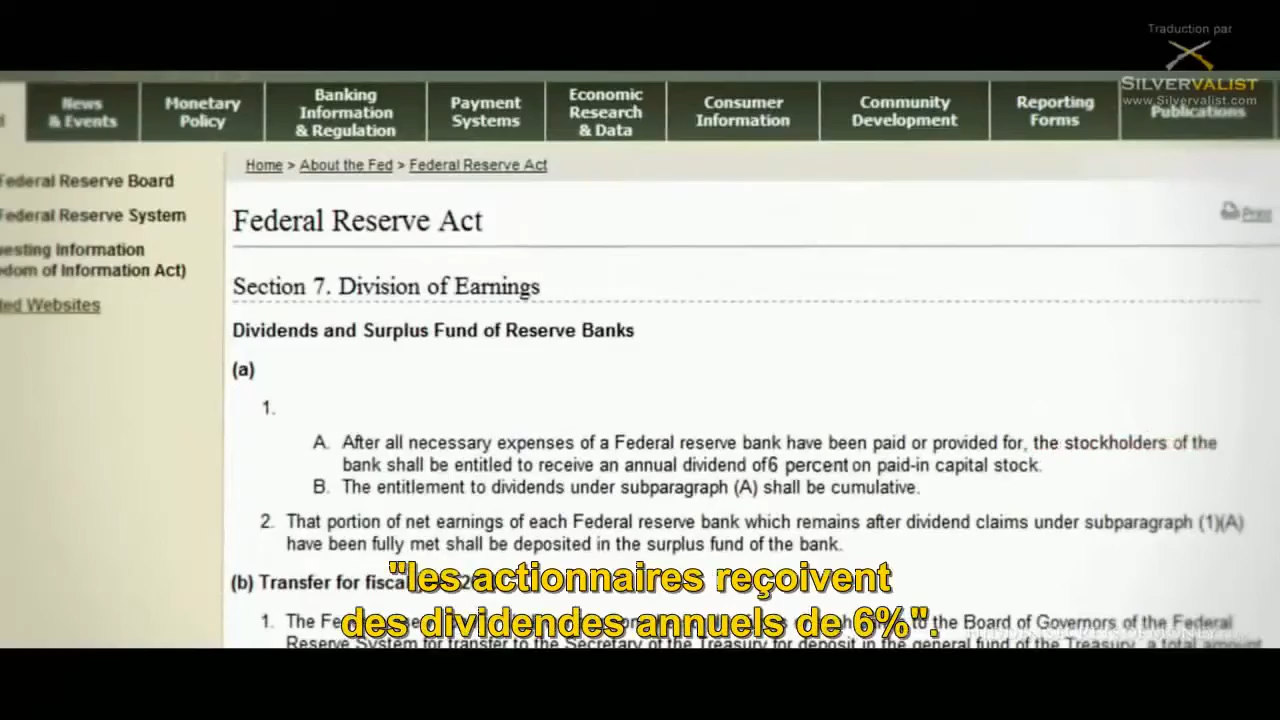 Traduction par
SILVERVALIST
www.Silvervalist.com
News
& Events
Monetary
Policy
Banking
Information
& Regulation
Payment
Systems
Economic
Research
& Data
Consumer
Information
Community
Development
Reporting
Forms
Publications
Home > About the Fed > Federal Reserve Act
Federal Reserve Board
Federal Reserve System
esting Information
dom of Information Act)
ted Websites
Federal Reserve Act
Print
Section 7. Division of Earnings
Dividends and Surplus Fund of Reserve Banks
(a)
1.
A. After all necessary expenses of a Federal reserve bank have been paid or provided for, the stockholders of the
bank shall be entitled to receive an annual dividend of6 percent on paid-in capital stock.
B. The entitlement to dividends under subparagraph (A) shall be cumulative.
2. That portion of net earnings of each Federal reserve bank which remains after dividend claims under subparagraph (1)(A)
have been fully met shall be deposited in the surplus fund of the bank.
(b) Transfer for fisca
"les actionnaires reçoivent
des dividendes annuels de 6%".
1. The Fe
the Board of Governors of the Federal
Reserve System for transfer to the Secretary of the Treasury for deposit in the general fund of the Treasury, a total amount